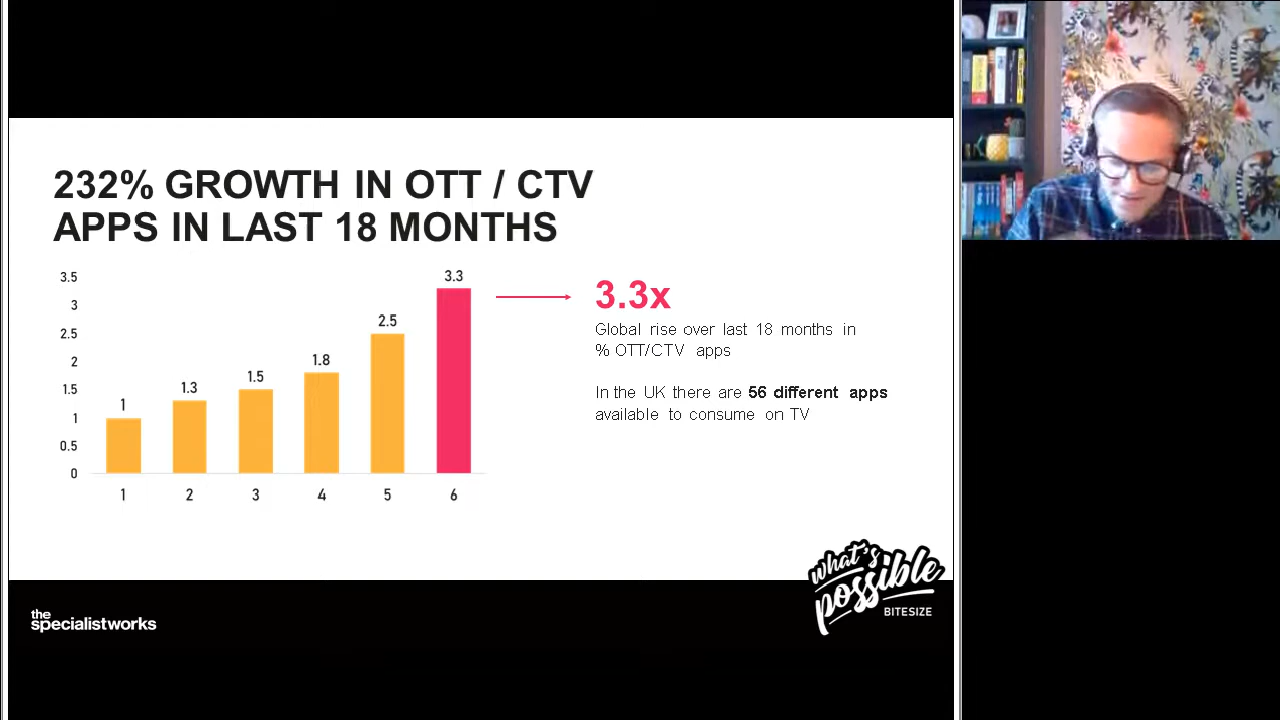 232% GROWTH IN OTT / CTV
APPS IN LAST 18 MONTHS
3.5
3
2.5
2
1.5
1
0.5
0
1
1.3
1.5
1.8
2.5
3.3
1
2
3
4
5
6
3.3x
Global rise over last 18 months in
% OTT/CTV apps
In the UK there are 56 different apps
available to consume on TV
the
specialistworks
what's
possible
BITESIZE